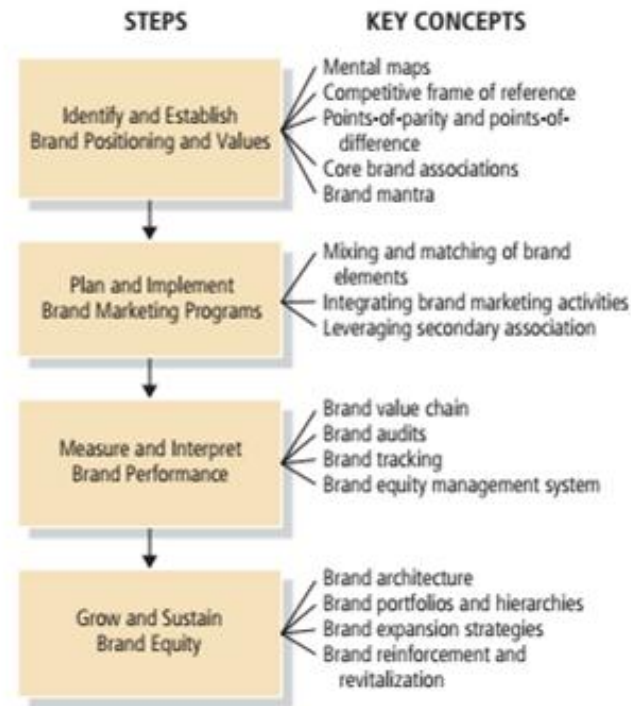 STEPS
KEY CONCEPTS
Identify and Establish
Brand Positioning and Values
Mental maps
Competitive frame of reference
Points-of-parity and points-of-
difference
Core brand associations
Brand mantra
Plan and Implement
Brand Marketing Programs
Mixing and matching of brand
elements
Integrating brand marketing activities
Leveraging secondary association
Measure and Interpret
Brand Performance
Brand value chain
Brand audits
Brand tracking
Brand equity management system
Grow and Sustain
Brand Equity
Brand architecture
Brand portfolios and hierarchies
Brand expansion strategies
Brand reinforcement and
revitalization